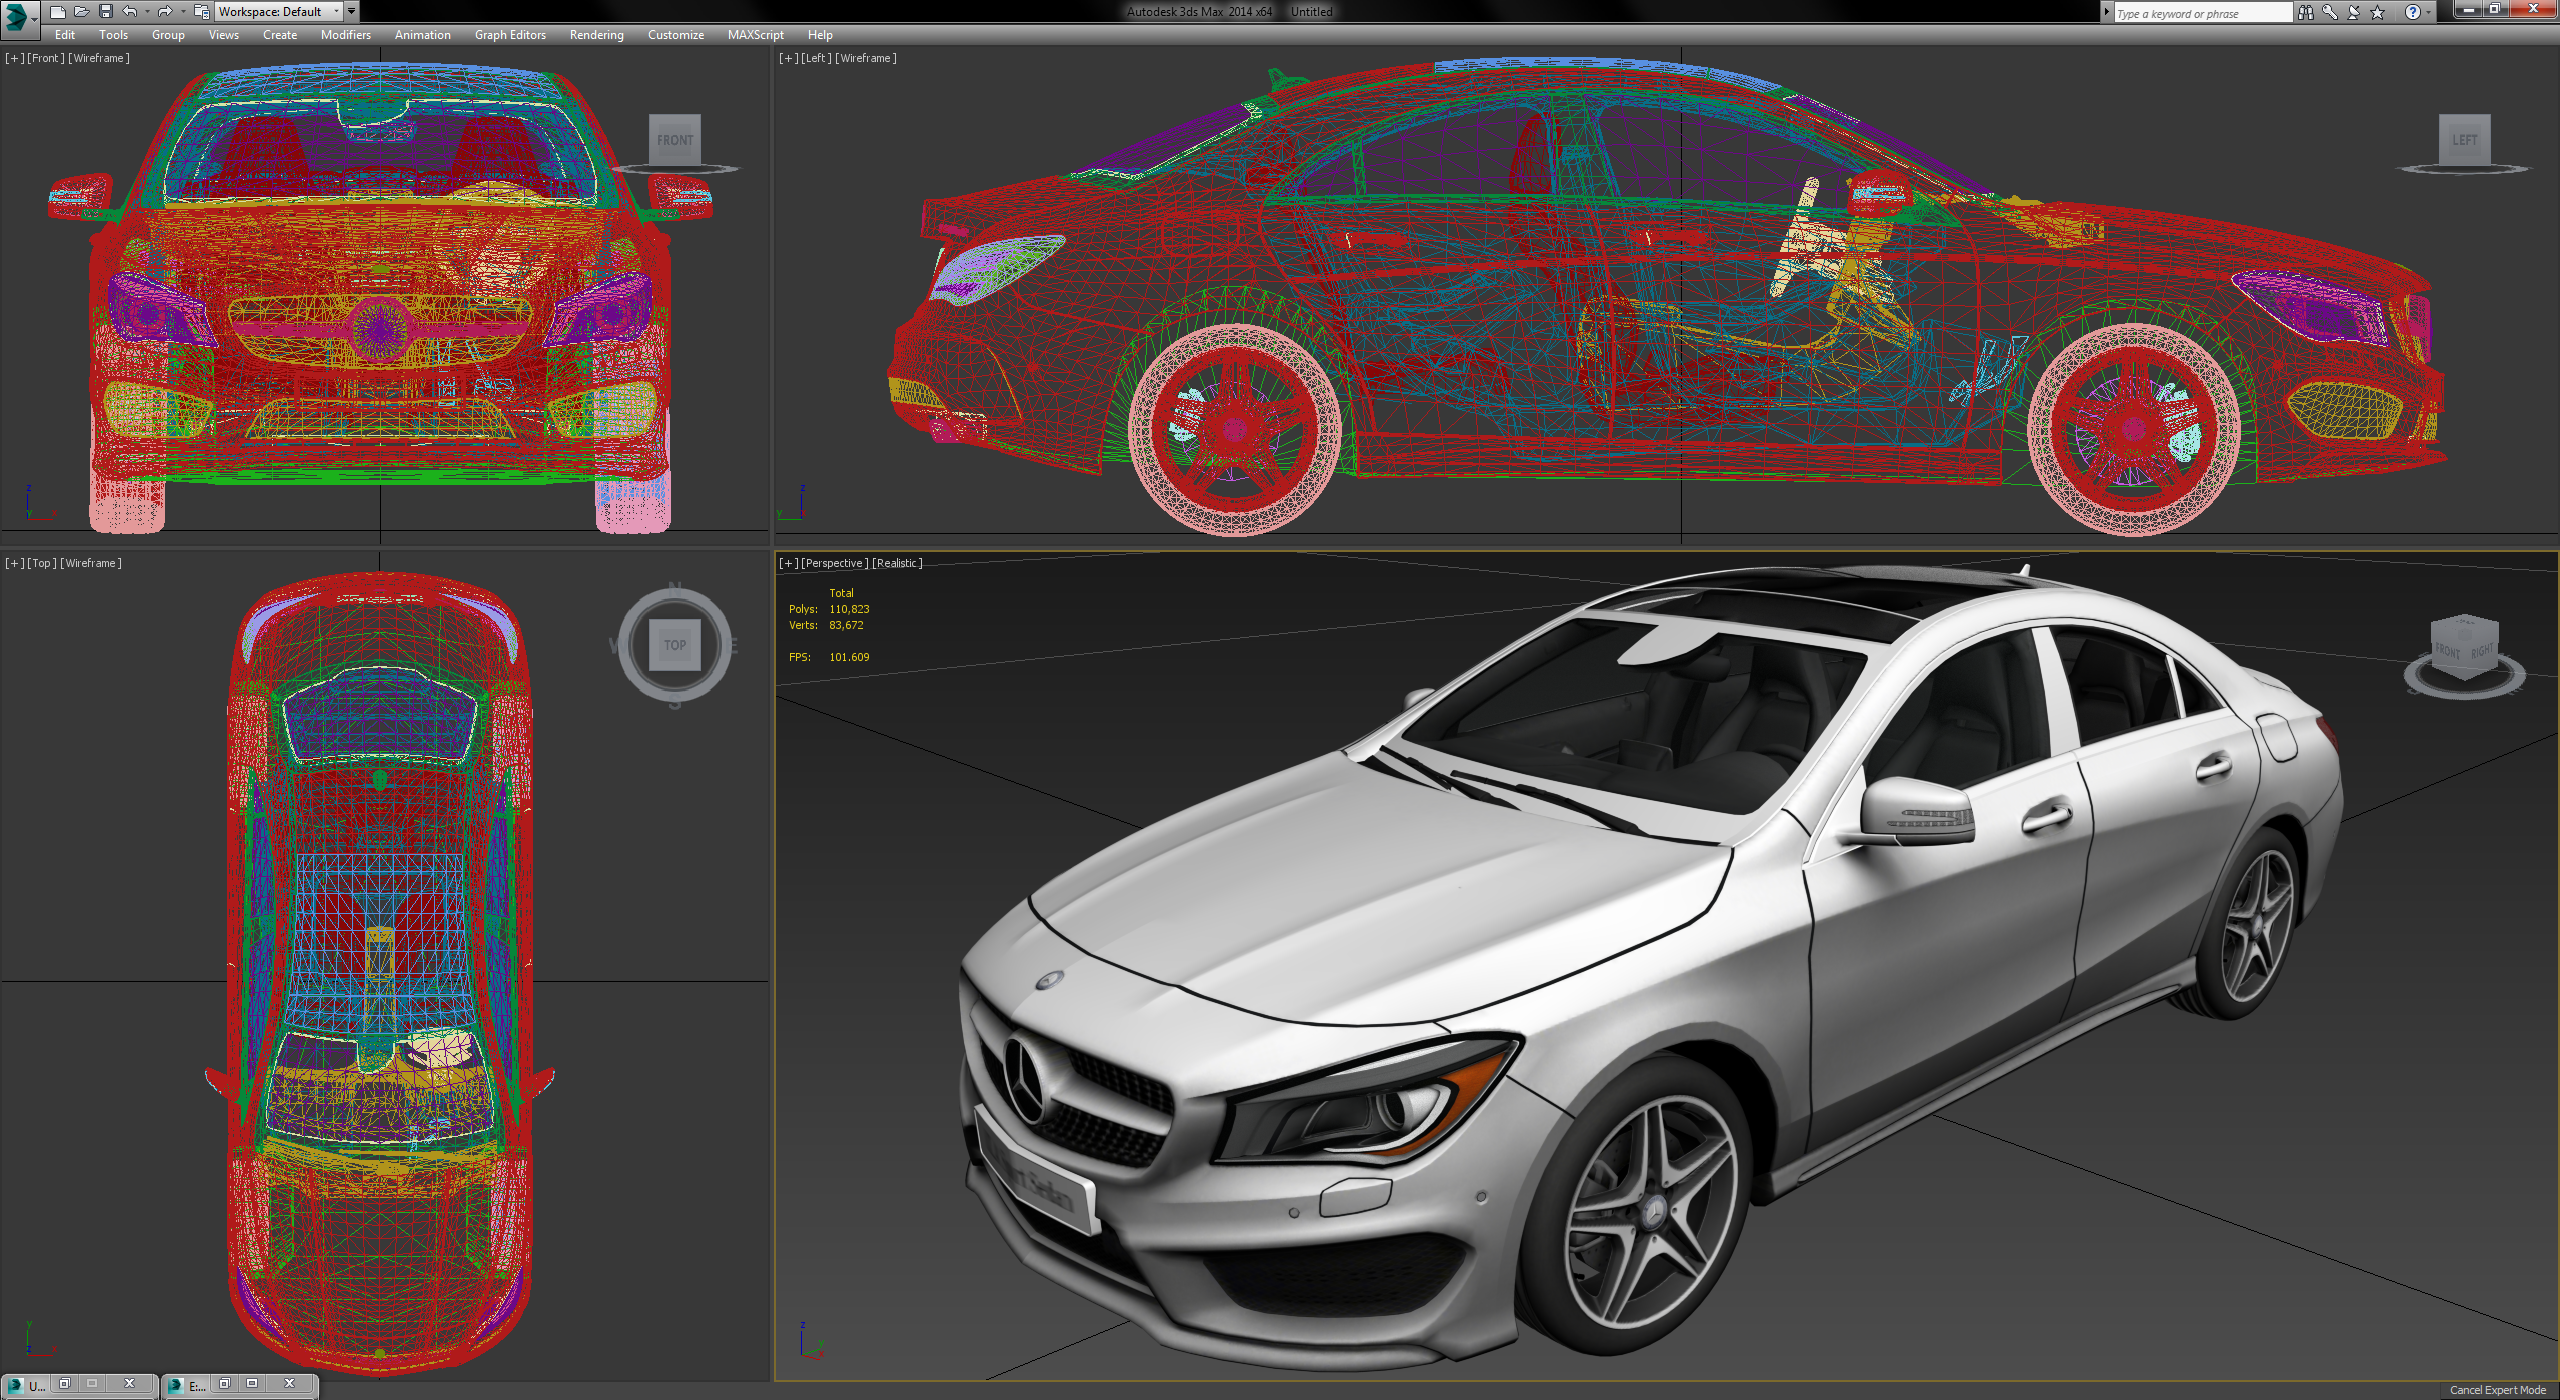 Workspace: Default
Autodesk 3ds Max 2014 x64 Untitled
Type a keyword or phrase
Edit Tools Group Views Create Modifiers Animation Graph Editors Rendering Customize MAXScript Help
[+] [Front] [Wireframe]
FRONT
[+] [Left] [Wireframe]
LEFT
z
y
x
z
y
[+] [Top] [Wireframe]
N
W
TOP
E
S
y
z
[+] [Perspective] [Realistic]
Total
Polys: 110,823
Verts: 83,672
FPS: 101.609
FRONT RIGHT
z
y
x
U...
E:...
Cancel Expert Mode